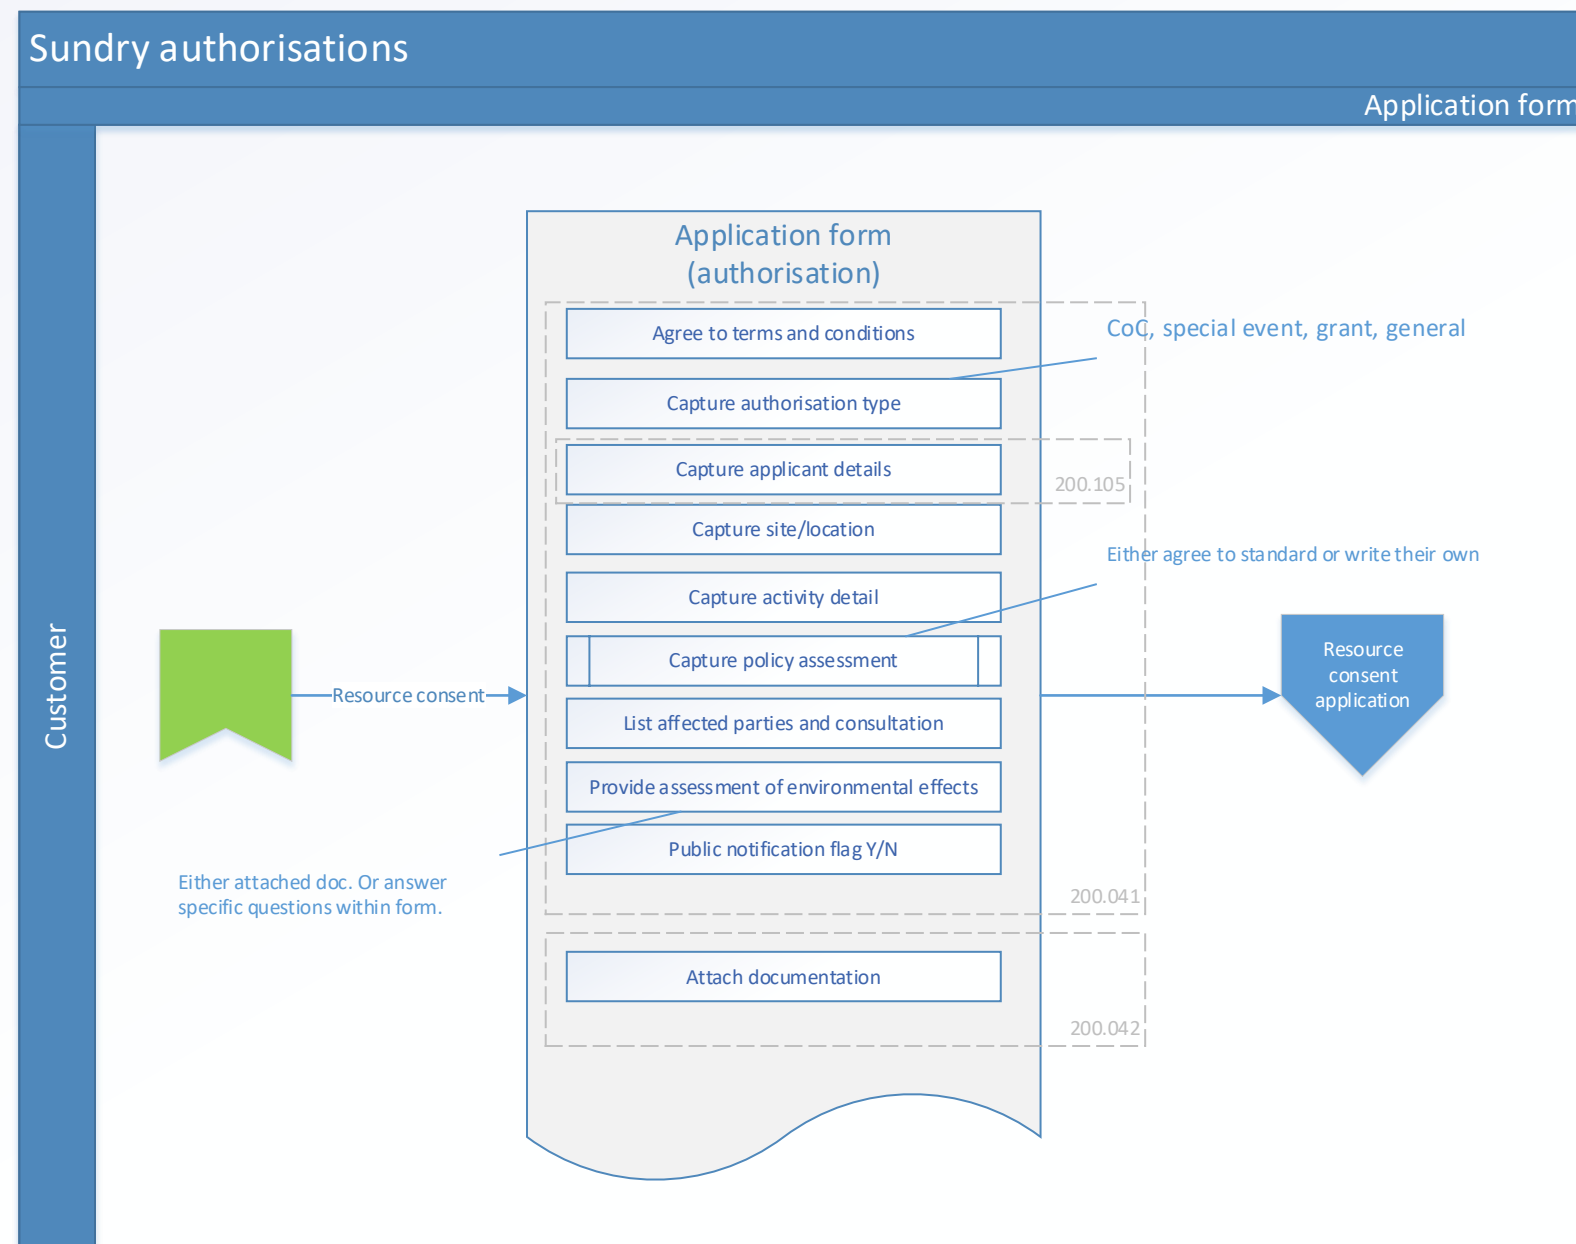 Sundry authorisations
Application form
Customer
Application form
(authorisation)
Agree to terms and conditions
CoC, special event, grant, general
Capture authorisation type
Capture applicant details
200.105
Capture site/location
Either agree to standard or write their own
Capture activity detail
Capture policy assessment
Resource consent
Resource
consent
application
List affected parties and consultation
Provide assessment of environmental effects
Public notification flag Y/N
Either attached doc. Or answer
specific questions within form.
200.041
Attach documentation
200.042